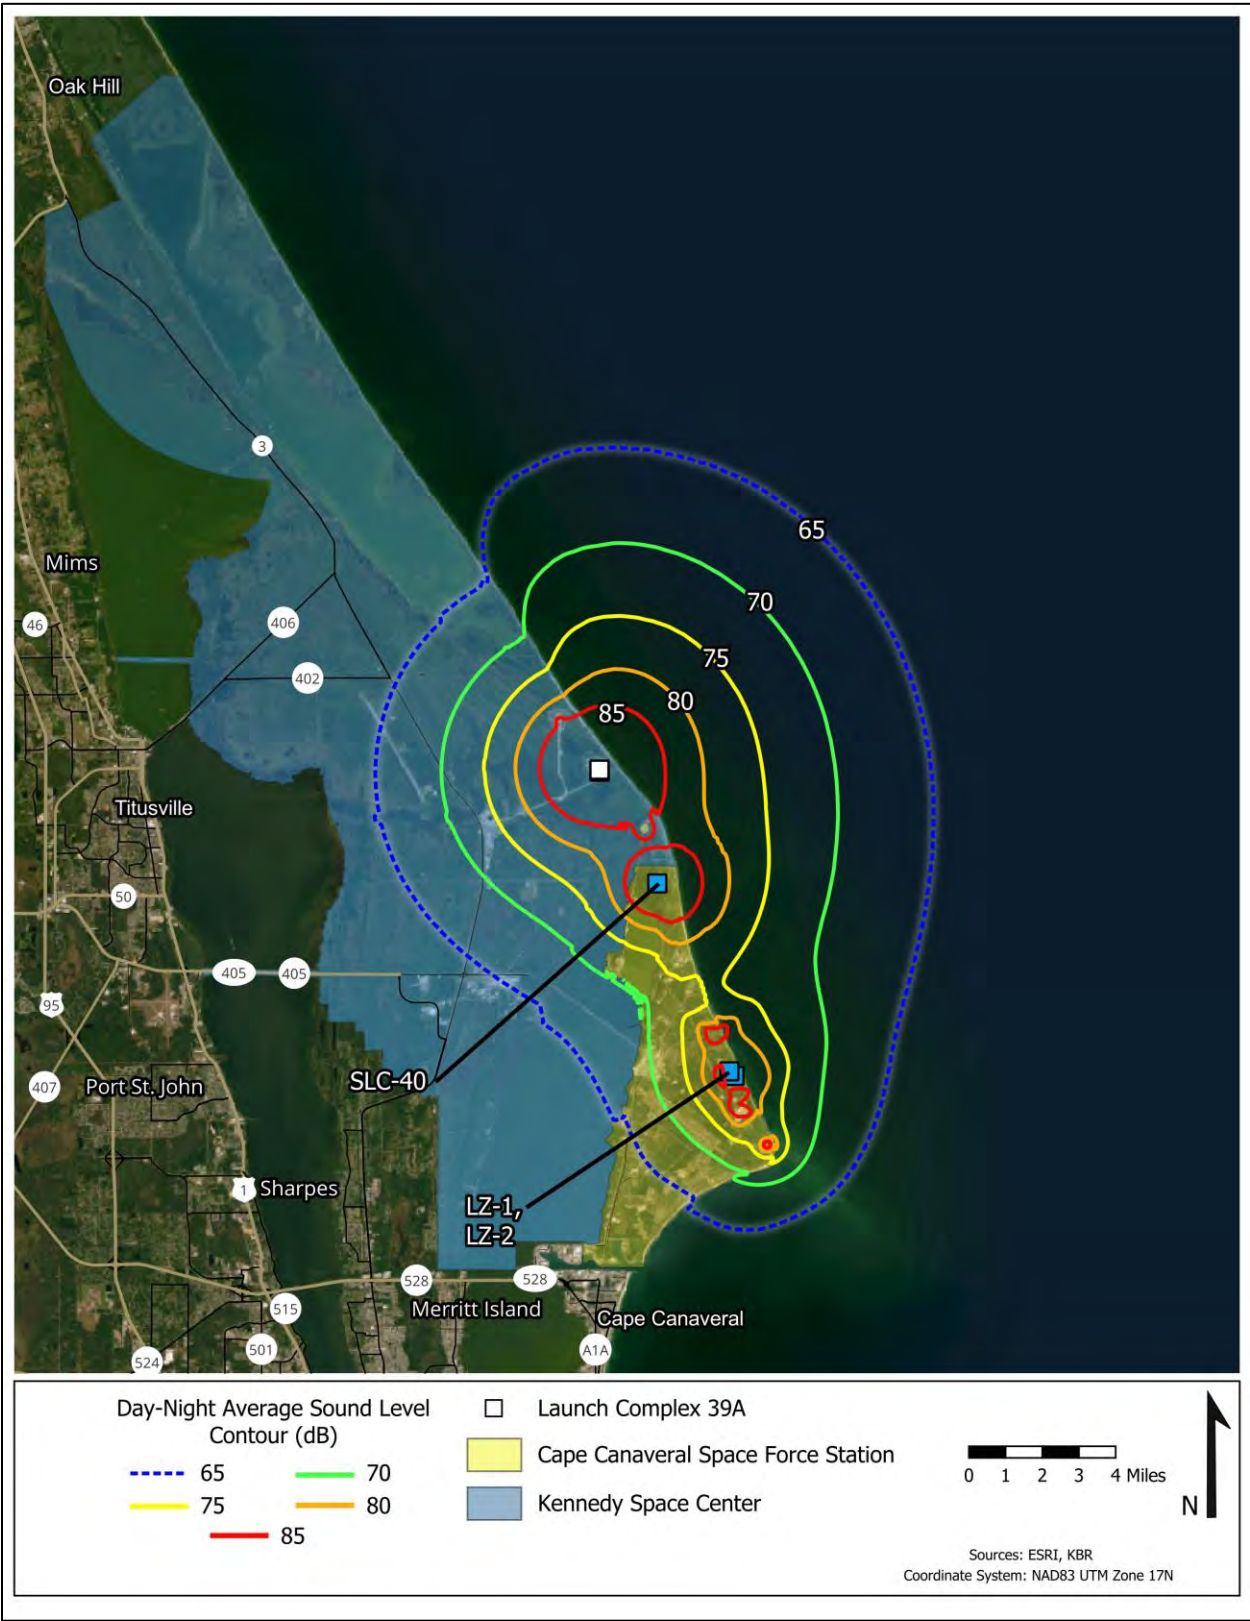 Oak Hill
3
65
Mims
70
46
406
75
402
80
85
Titusville
50
405
405
95
407
Port St. John
SLC-40
1
Sharpes
LZ-1,
LZ-2
528
528
515
Merritt Island
Cape Canaveral
501
A1A
524
Day-Night Average Sound Level
Contour (dB)
65
70
75
80
85
Launch Complex 39A
Cape Canaveral Space Force Station
Kennedy Space Center
0 1 2 3 4 Miles
N
Sources: ESRI, KBR
Coordinate System: NAD83 UTM Zone 17N